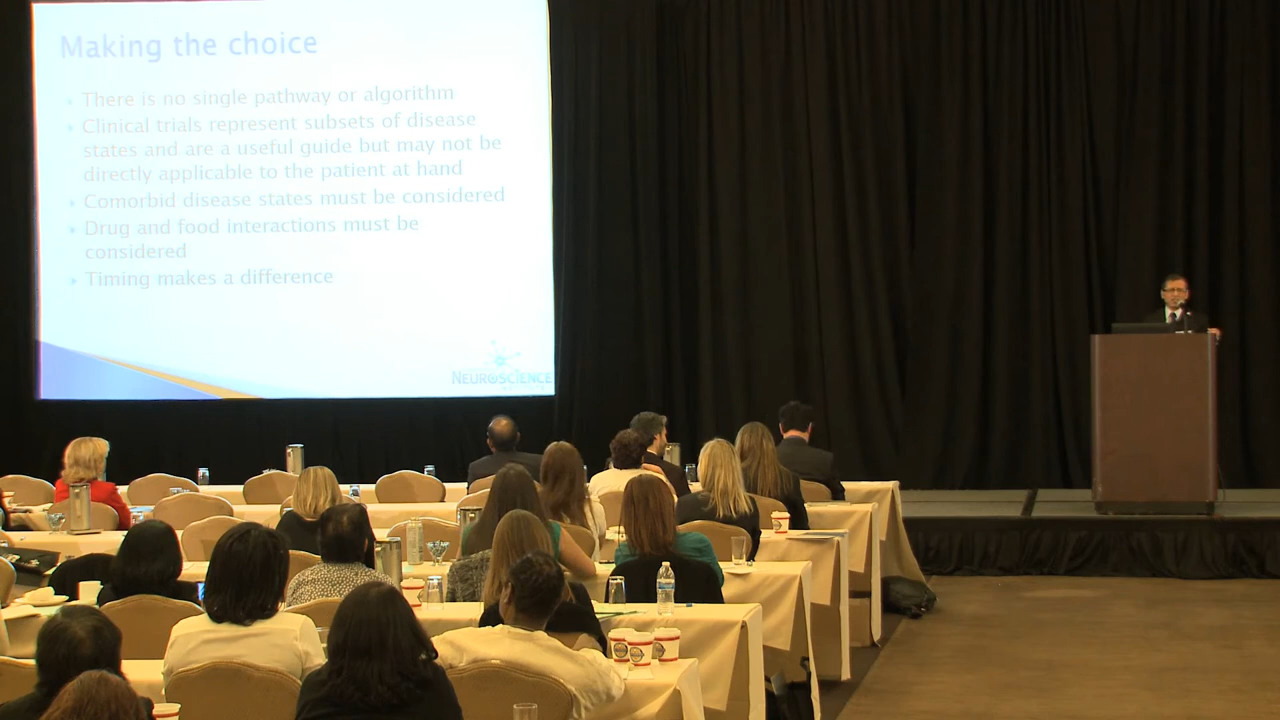 Making the choice
There is no single pathway or algorithm
Clinical trials represent subsets of disease
states and are a useful guide but may not be
directly applicable to the patient at hand
Comorbid disease states must be considered
Drug and food interactions must be
considered
Timing makes a difference
NEUROSCIENCE